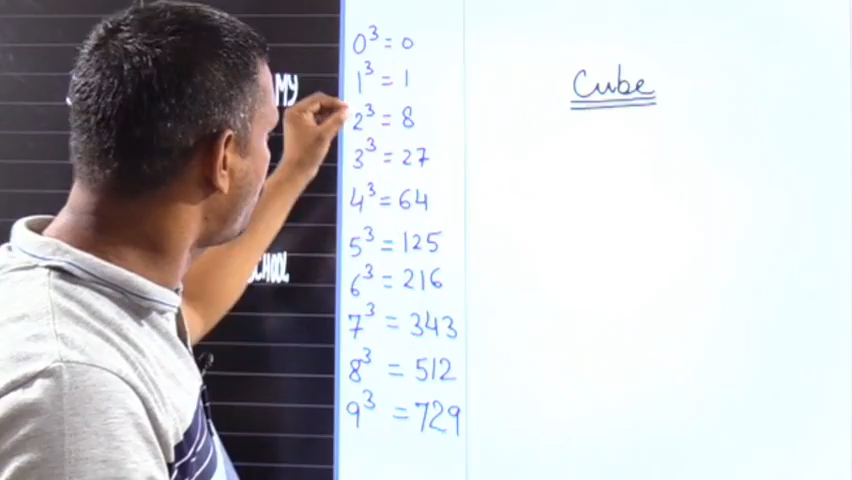 MY
0³ = 0
1³ = 1
2³ = 8
3³ = 27
4³ = 64
5³ = 125
6³ = 216
7³ = 343
8³ = 512
9³ = 729
Cube